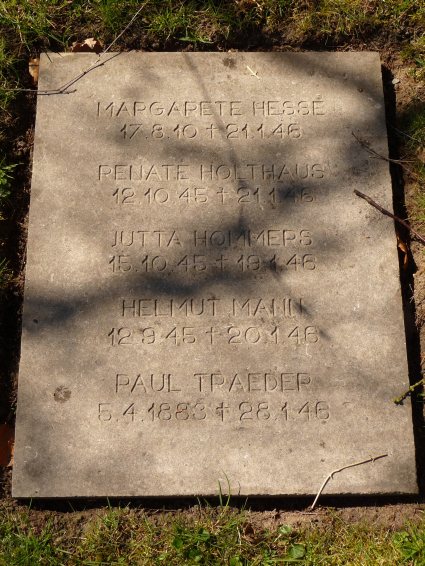 MARGARETE HESSE
17.8.10 † 21.1.46
RENATE HOLTHAUS
12.10.45 † 21.1.46
JUTTA HOMMERS
15.10.45 † 19.1.46
HELMUT MANN
12.9.45 † 20.1.46
PAUL TRAEDER
5.4.1883 † 28.1.46